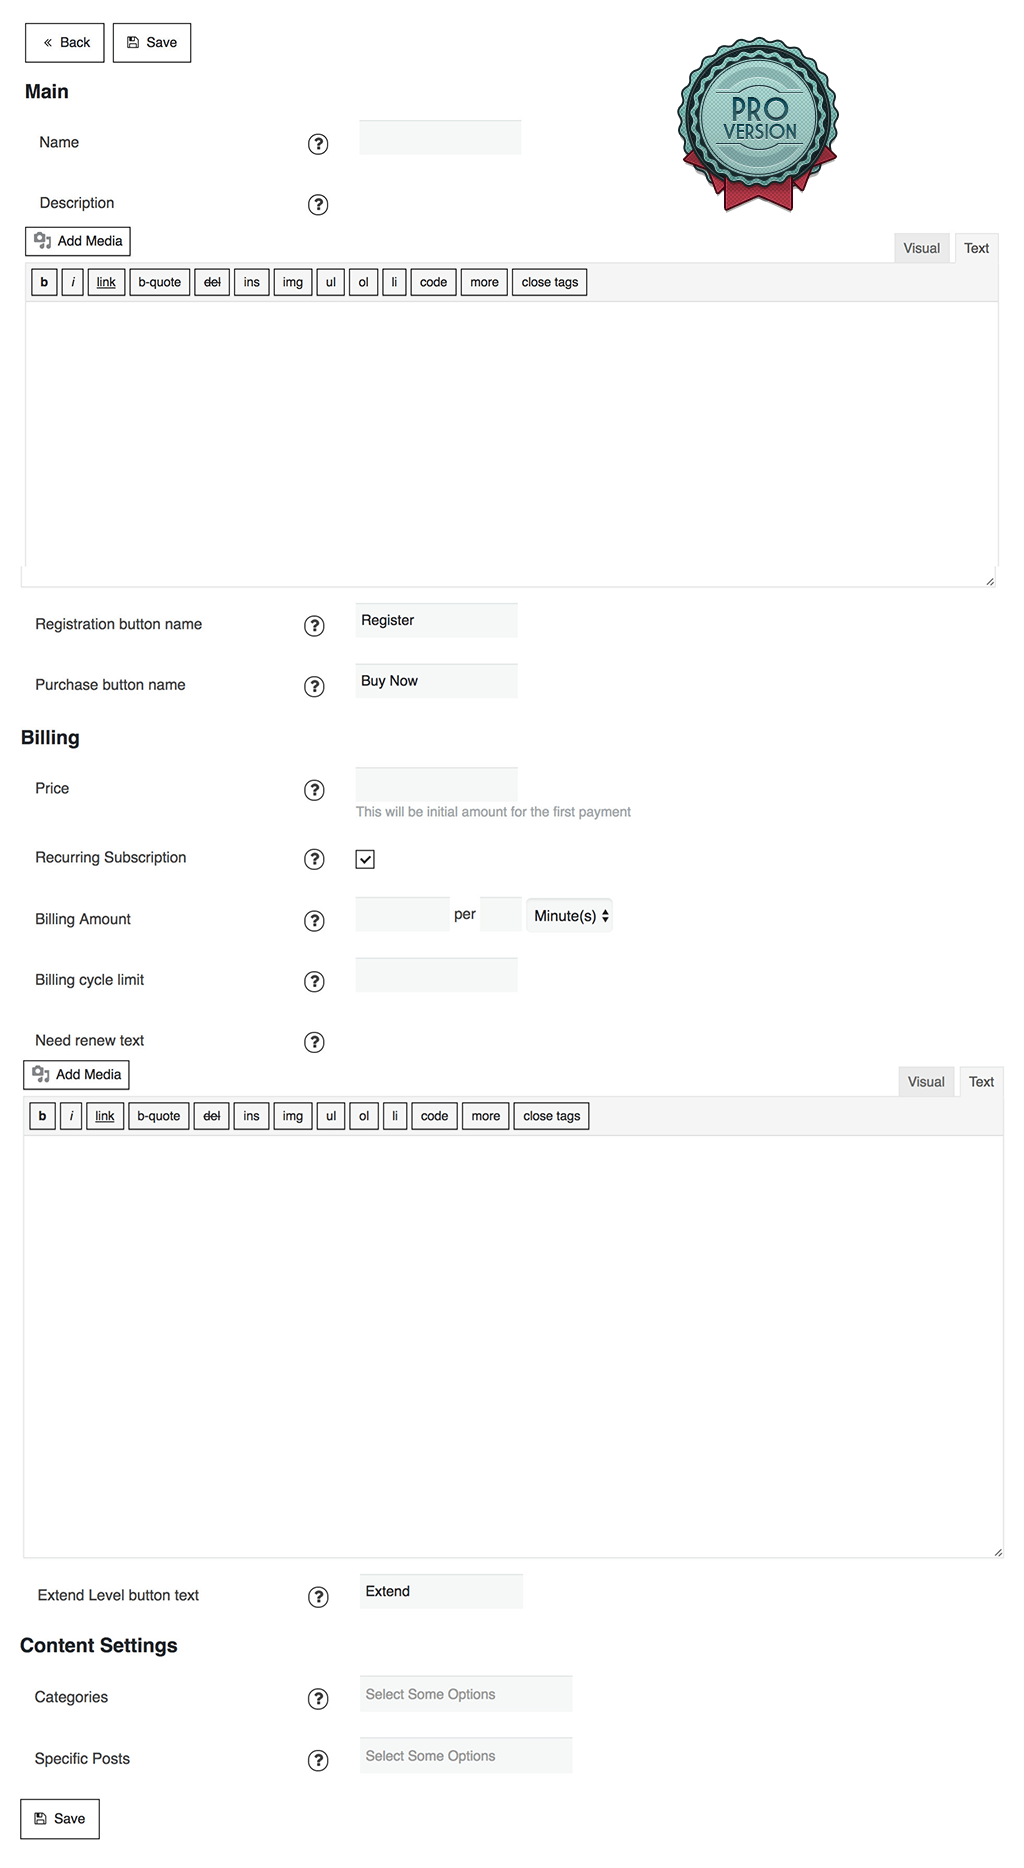 « Back Save
PRO
VERSION
Main
Name ?
Description ?
Add Media Visual Text
b i link b-quote del ins img ul ol li code more close tags
Registration button name ? Register
Purchase button name ? Buy Now
Billing
Price ?
This will be initial amount for the first payment
Recurring Subscription ?
Billing Amount ? per Minute(s)
Billing cycle limit ?
Need renew text ?
Add Media Visual Text
b i link b-quote del ins img ul ol li code more close tags
Extend Level button text ? Extend
Content Settings
Categories ? Select Some Options
Specific Posts ? Select Some Options
Save